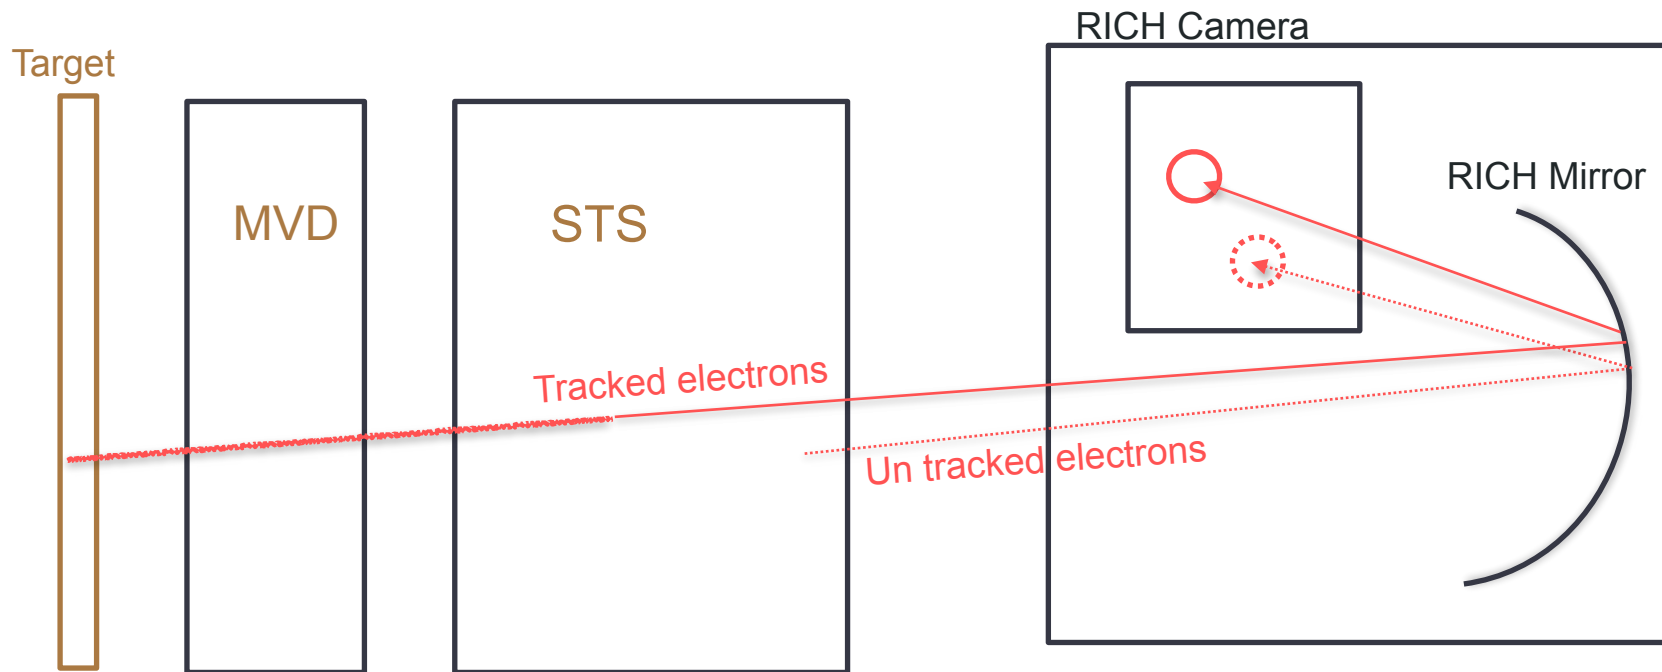 RICH Camera
Target
RICH Mirror
MVD
STS
Tracked electrons
Un tracked electrons